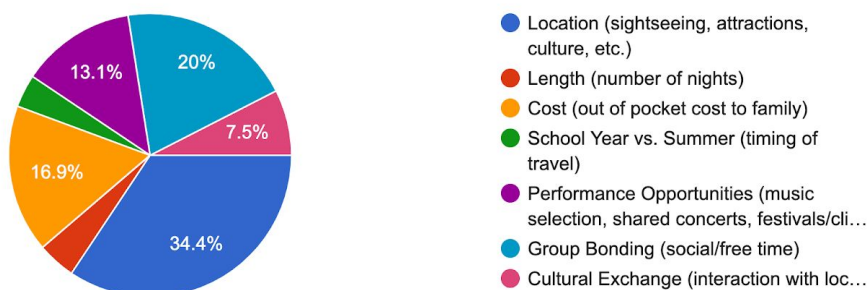 20%
13.1%
7.5%
16.9%
34.4%
Location (sightseeing, attractions,
culture, etc.)
Length (number of nights)
Cost (out of pocket cost to family)
School Year vs. Summer (timing of
travel)
Performance Opportunities (music
selection, shared concerts, festivals/cli…
Group Bonding (social/free time)
Cultural Exchange (interaction with loc…